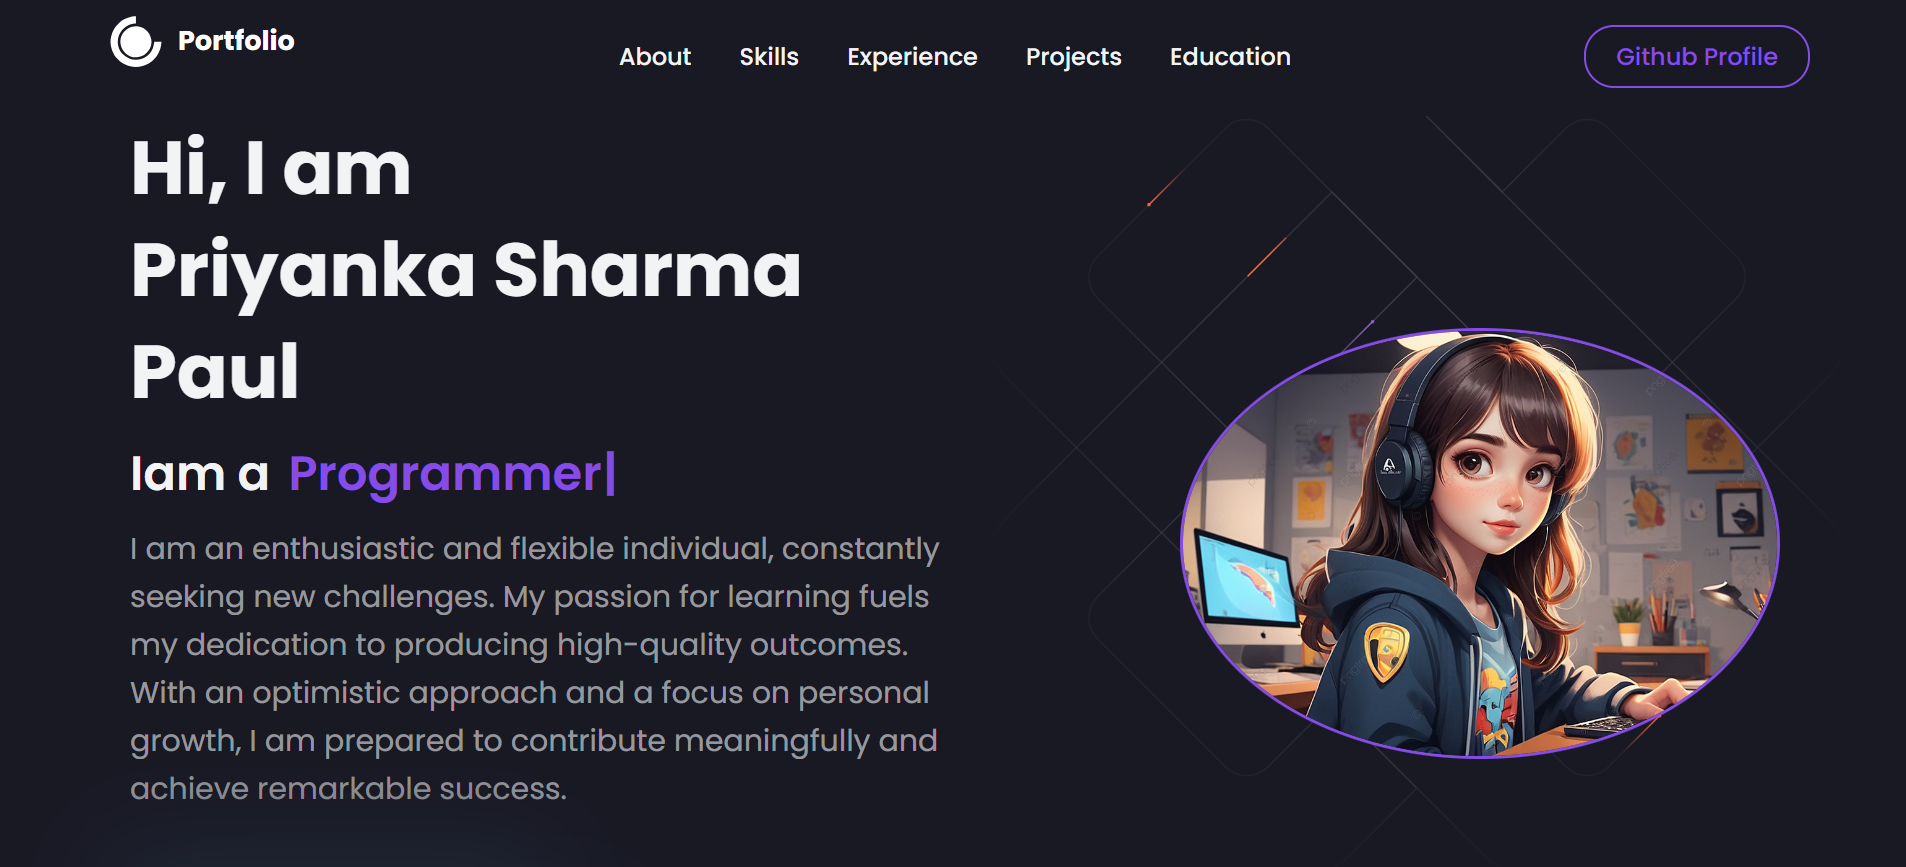 Portfolio
About Skills Experience Projects Education
Github Profile
Hi, I am
Priyanka Sharma
Paul
Iam a Programmer|
I am an enthusiastic and flexible individual, constantly
seeking new challenges. My passion for learning fuels
my dedication to producing high-quality outcomes.
With an optimistic approach and a focus on personal
growth, I am prepared to contribute meaningfully and
achieve remarkable success.